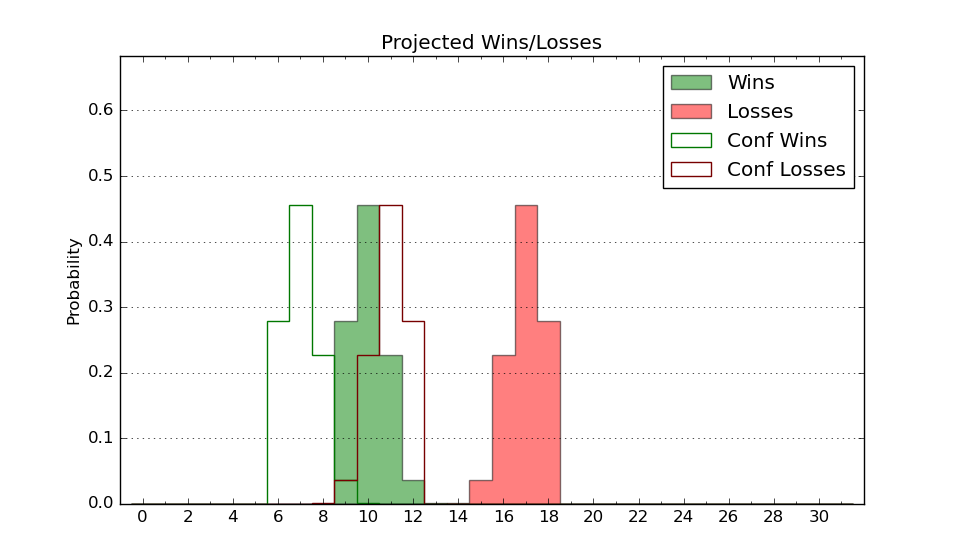 Projected Wins/Losses
Wins
Losses
Conf Wins
Conf Losses
Probability
0.6
0.5
0.4
0.3
0.2
0.1
0.0
0 2 4 6 8 10 12 14 16 18 20 22 24 26 28 30